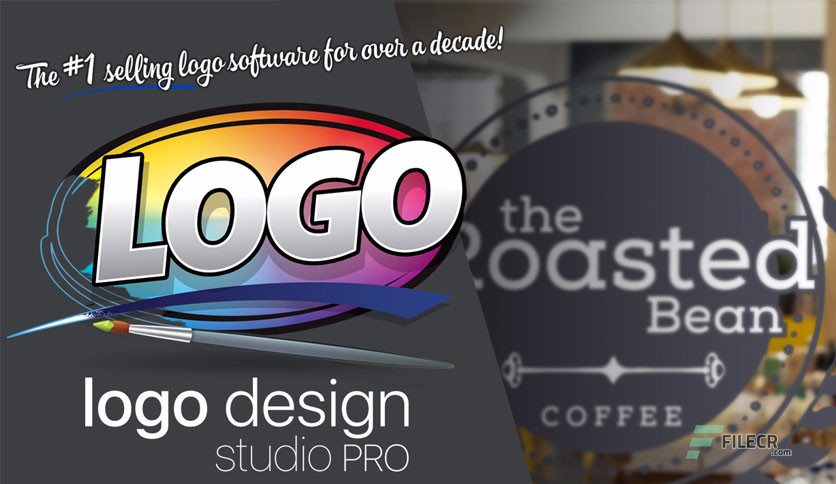 The #1 selling logo software for over a decade!
LOGO
logo design
studio PRO
the
Roasted
Bean
COFFEE
FILECR
.com